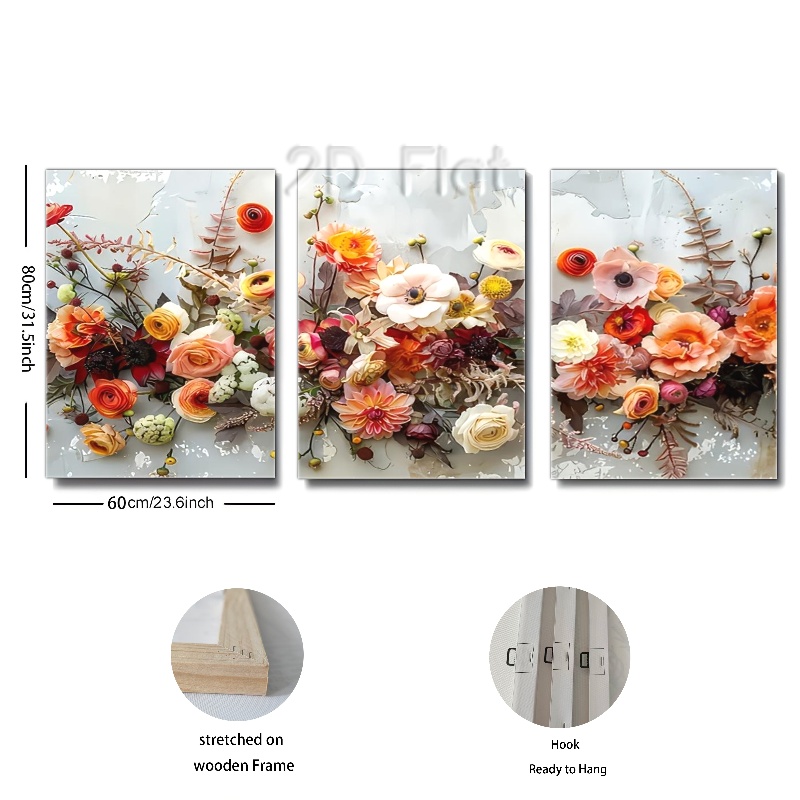 2D Flat
80cm/31.5inch
60cm/23.6inch
stretched on
wooden Frame
Hook
Ready to Hang